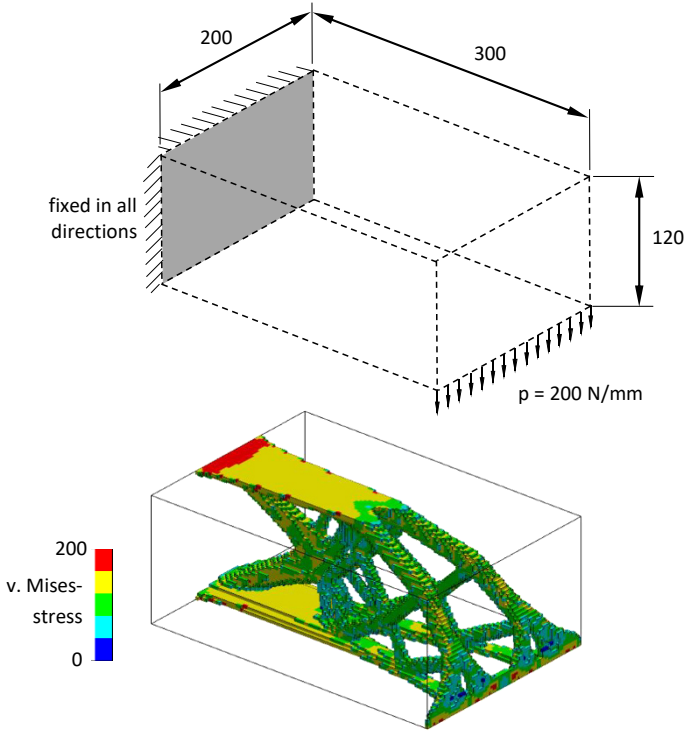 200
300
fixed in all
directions
120
p = 200 N/mm
200
v. Mises-
stress
0